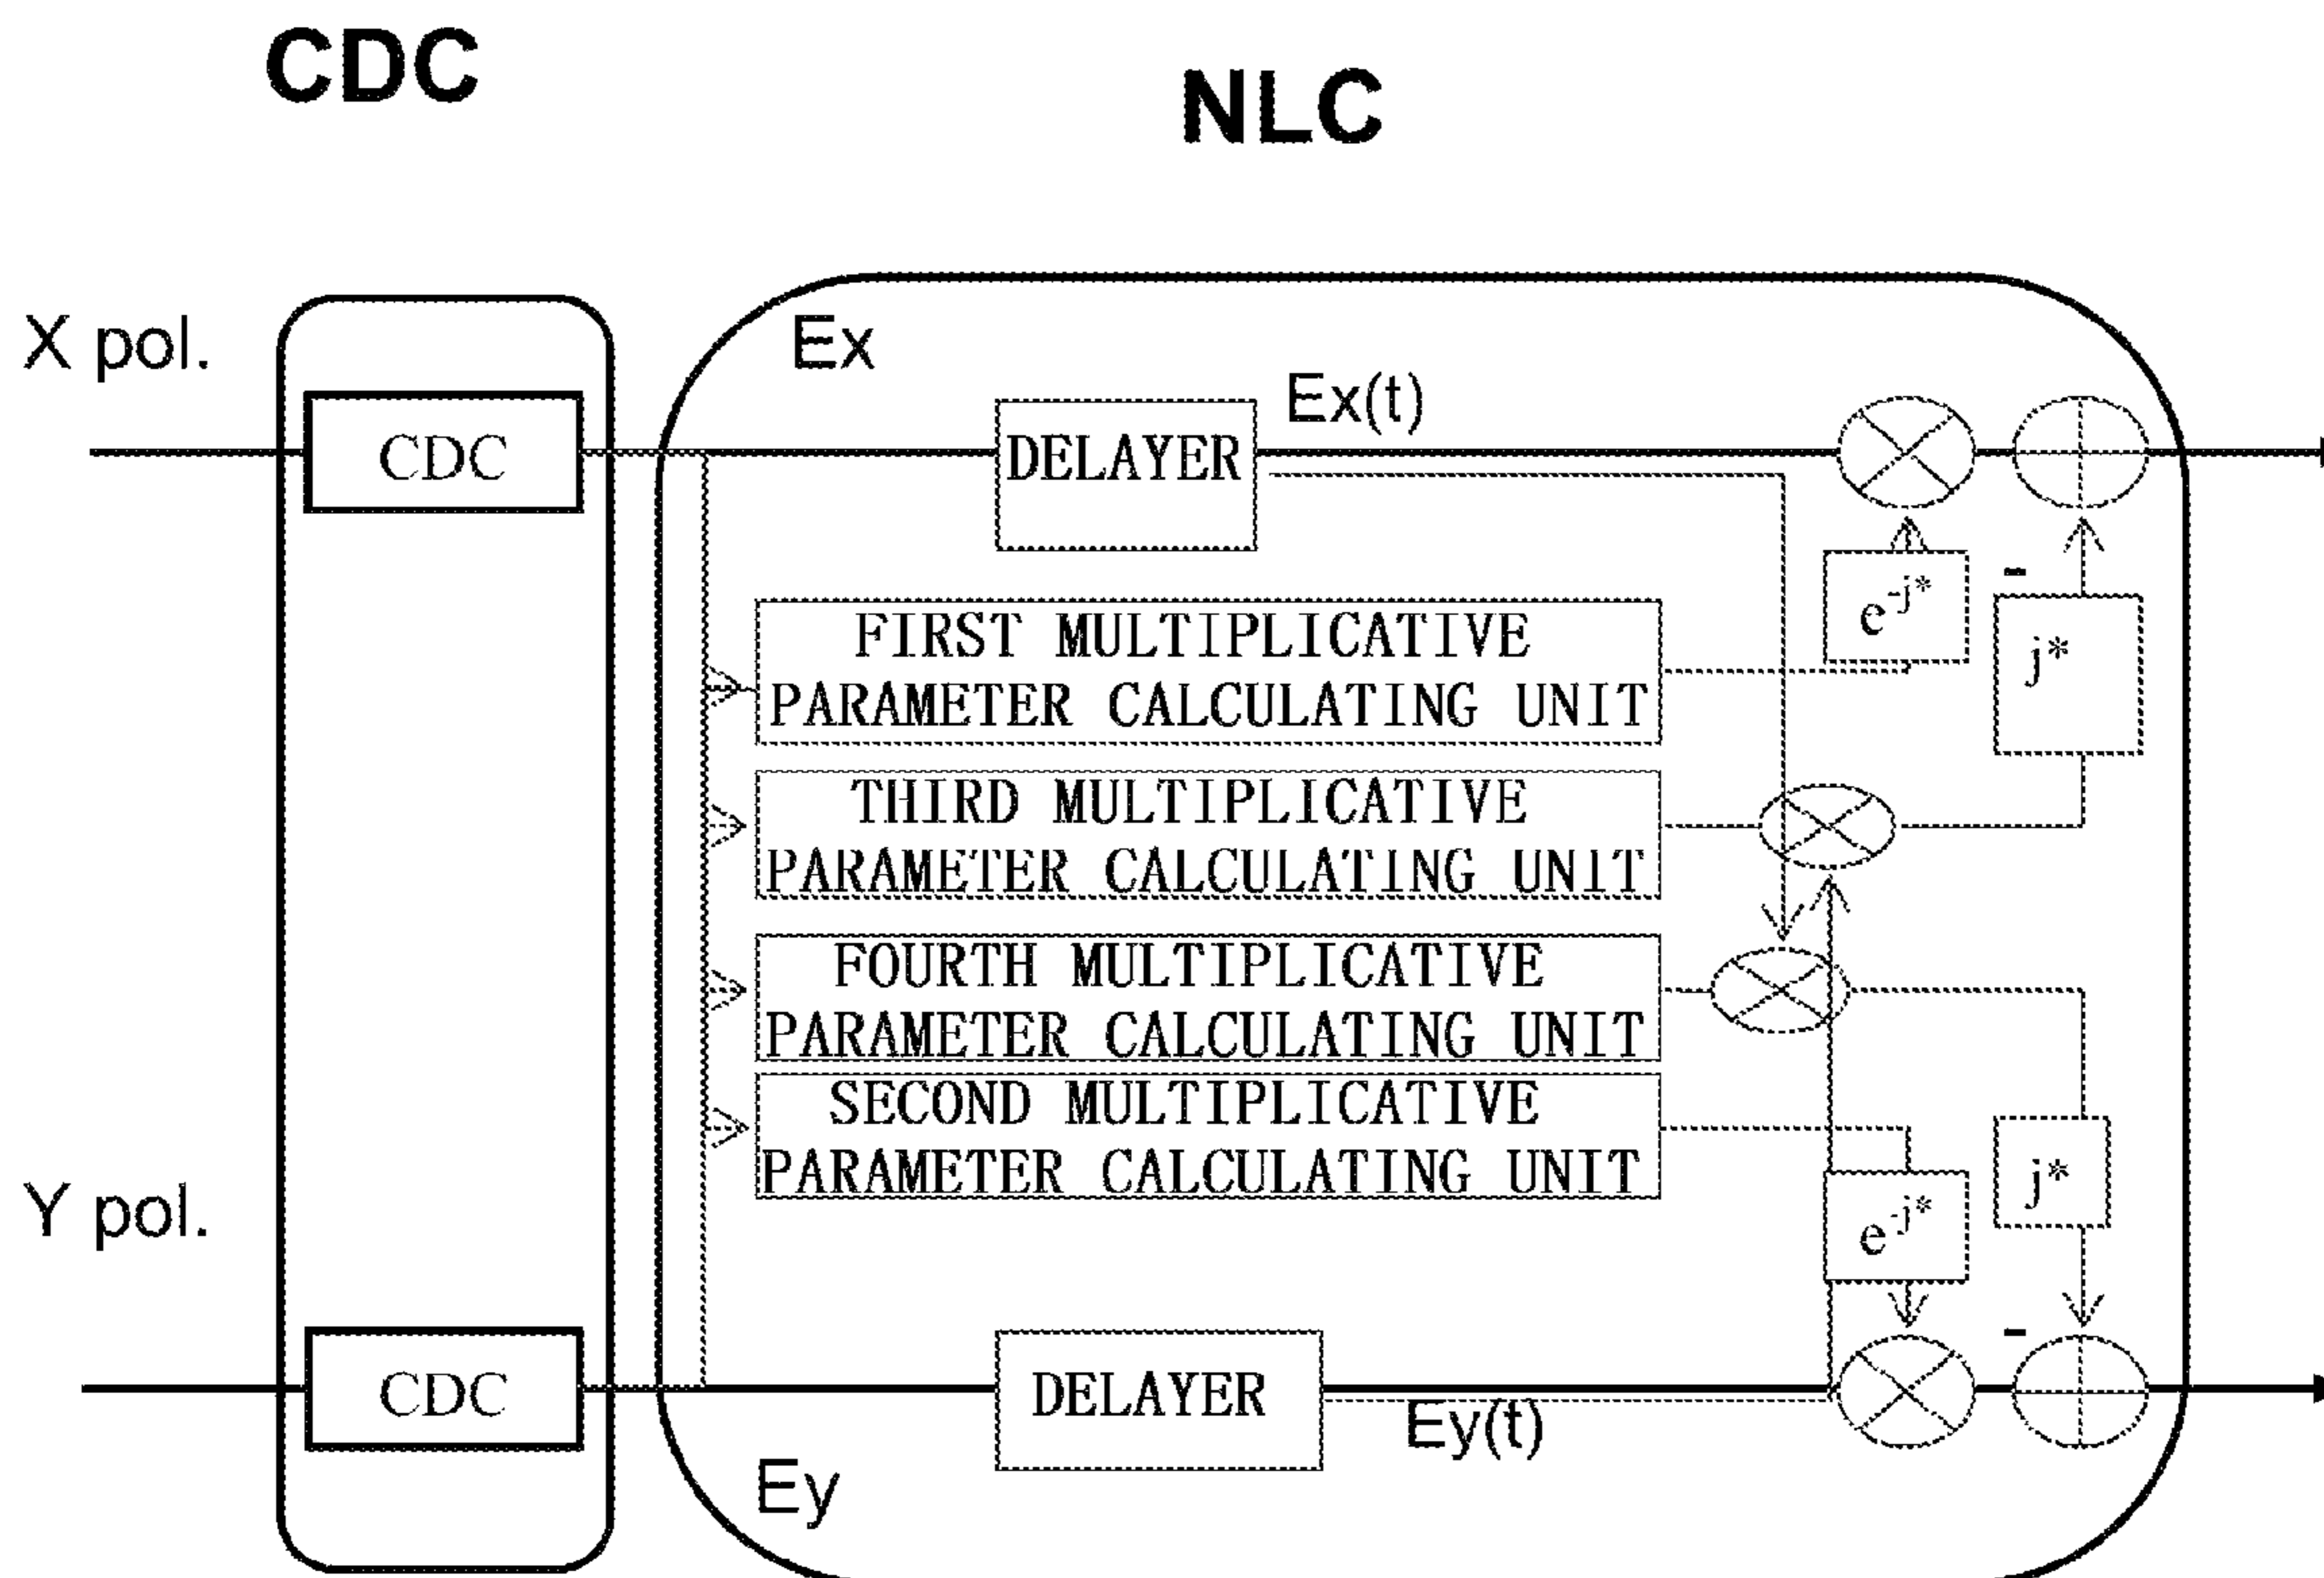 CDC
NLC
X pol.
Ex
Ex(t)
CDC
DELAYER
e-j*
-
j*
FIRST MULTIPLICATIVE
PARAMETER CALCULATING UNIT
THIRD MULTIPLICATIVE
PARAMETER CALCULATING UNIT
FOURTH MULTIPLICATIVE
PARAMETER CALCULATING UNIT
SECOND MULTIPLICATIVE
PARAMETER CALCULATING UNIT
Y pol.
e-j*
j*
-
CDC
DELAYER
Ey(t)
Ey